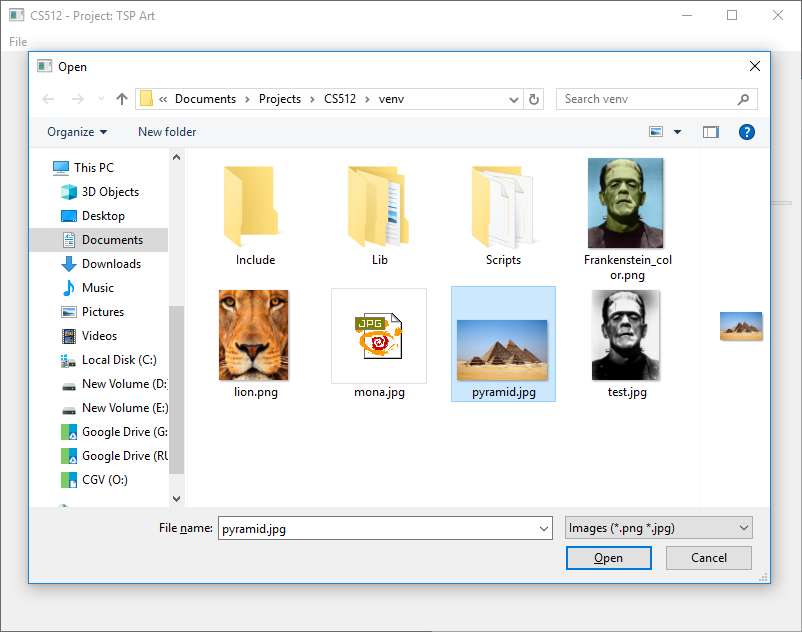 CS512 - Project: TSP Art
File
Open
« Documents › Projects › CS512 › venv
Search venv
Organize
New folder
This PC
3D Objects
Desktop
Documents
Downloads
Music
Pictures
Videos
Local Disk (C:)
New Volume (D:
New Volume (E:)
Google Drive (G:
Google Drive (RU
CGV (O:)
Include
Lib
Scripts
Frankenstein_col
or.png
lion.png
JPG
mona.jpg
pyramid.jpg
test.jpg
File name:
pyramid.jpg
Images (*.png *.jpg)
Open
Cancel